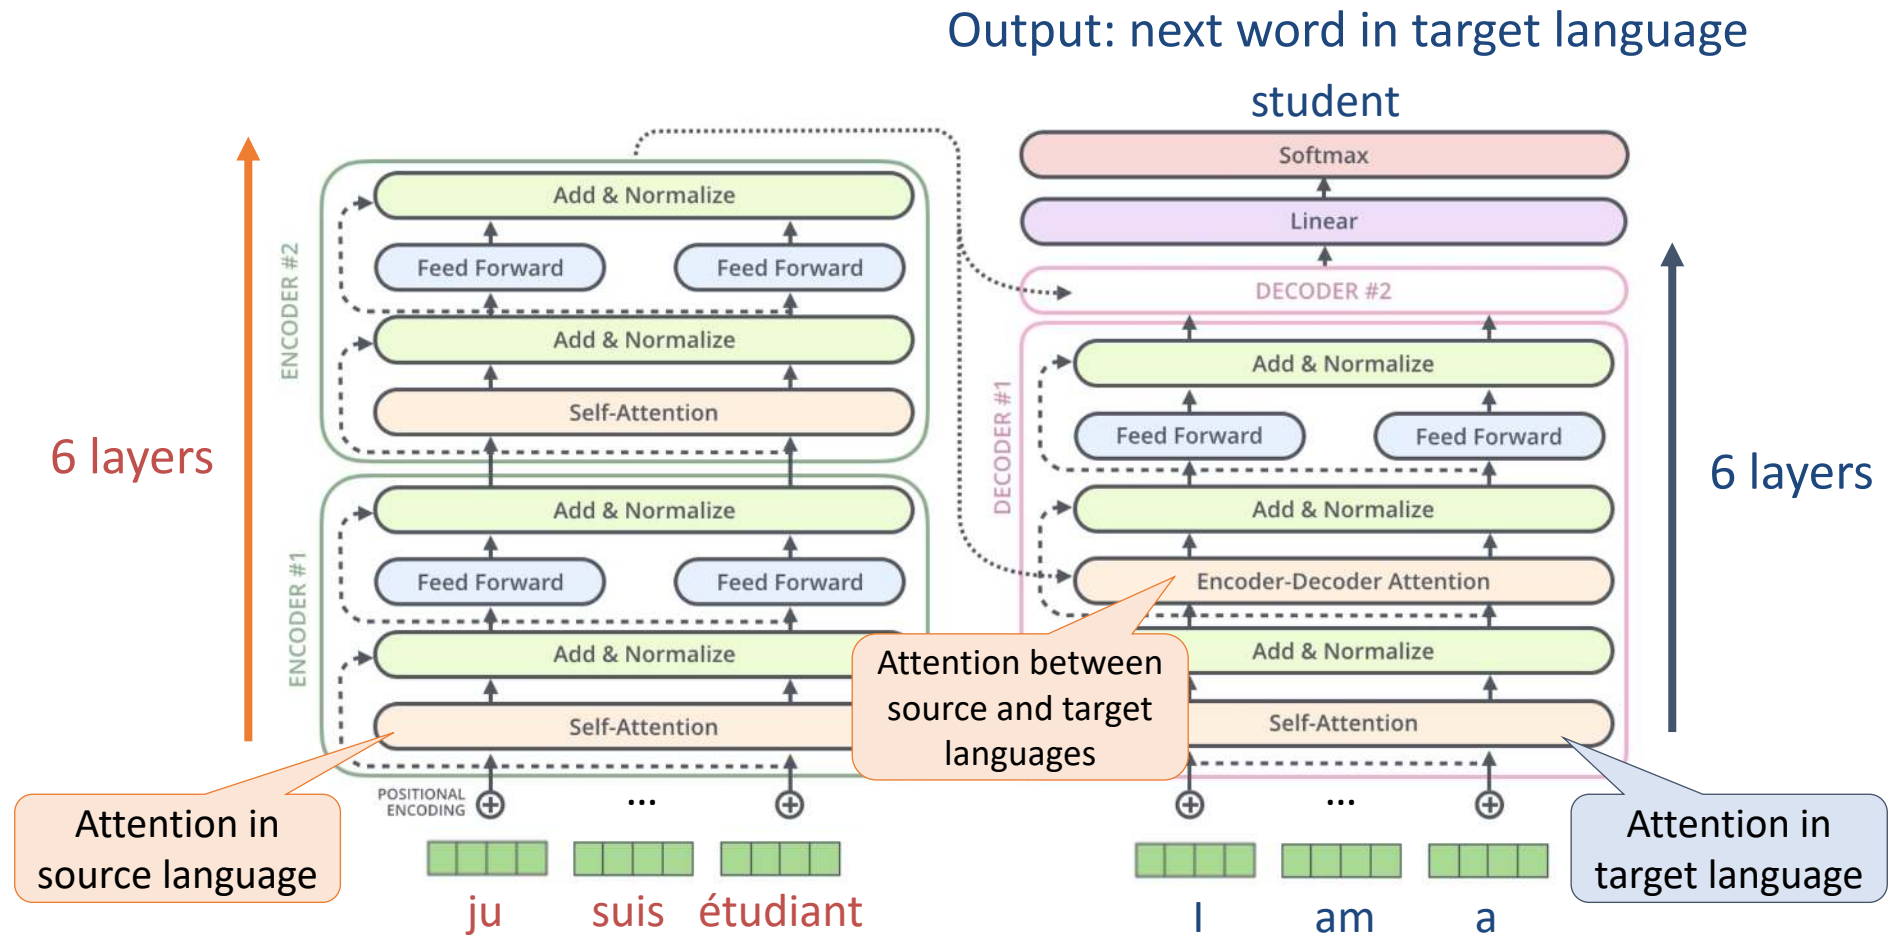 Output: next word in target language
student
Softmax
Linear
DECODER #2
DECODER #1
Add & Normalize
Feed Forward
Feed Forward
Add & Normalize
Encoder-Decoder Attention
Add & Normalize
Self-Attention
6 layers
ENCODER #2
Add & Normalize
Feed Forward
Feed Forward
Add & Normalize
Self-Attention
6 layers
ENCODER #1
Add & Normalize
Feed Forward
Feed Forward
Add & Normalize
Self-Attention
Attention between
source and target
languages
POSITIONAL
ENCODING
...
...
Attention in
source language
Attention in
target language
ju suis étudiant
I am a